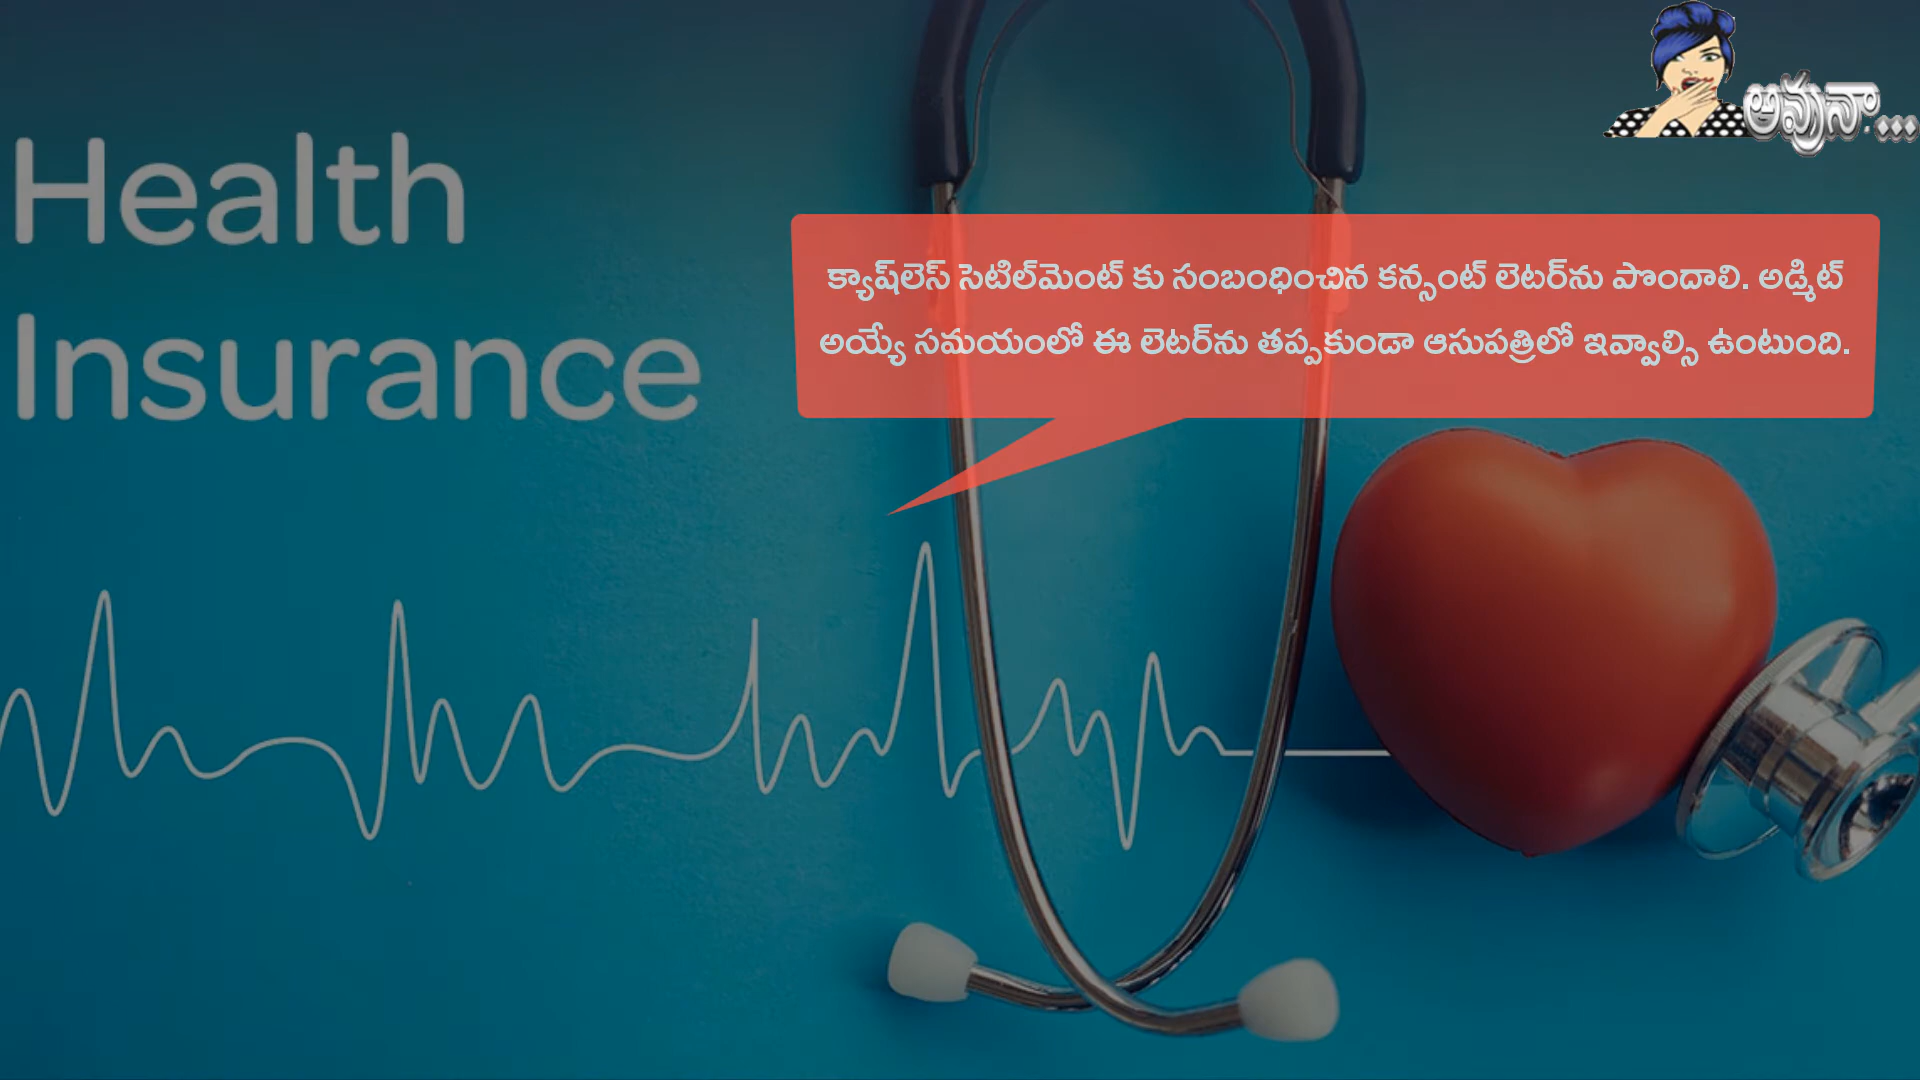 అవునా...
Health
Insurance
క్యాష్‌లెస్ సెటిల్‌మెంట్ కు సంబంధించిన కన్సంట్ లెటర్‌ను పొందాలి. అడ్మిట్
అయ్యే సమయంలో ఈ లెటర్‌ను తప్పకుండా ఆసుపత్రిలో ఇవ్వాల్సి ఉంటుంది.